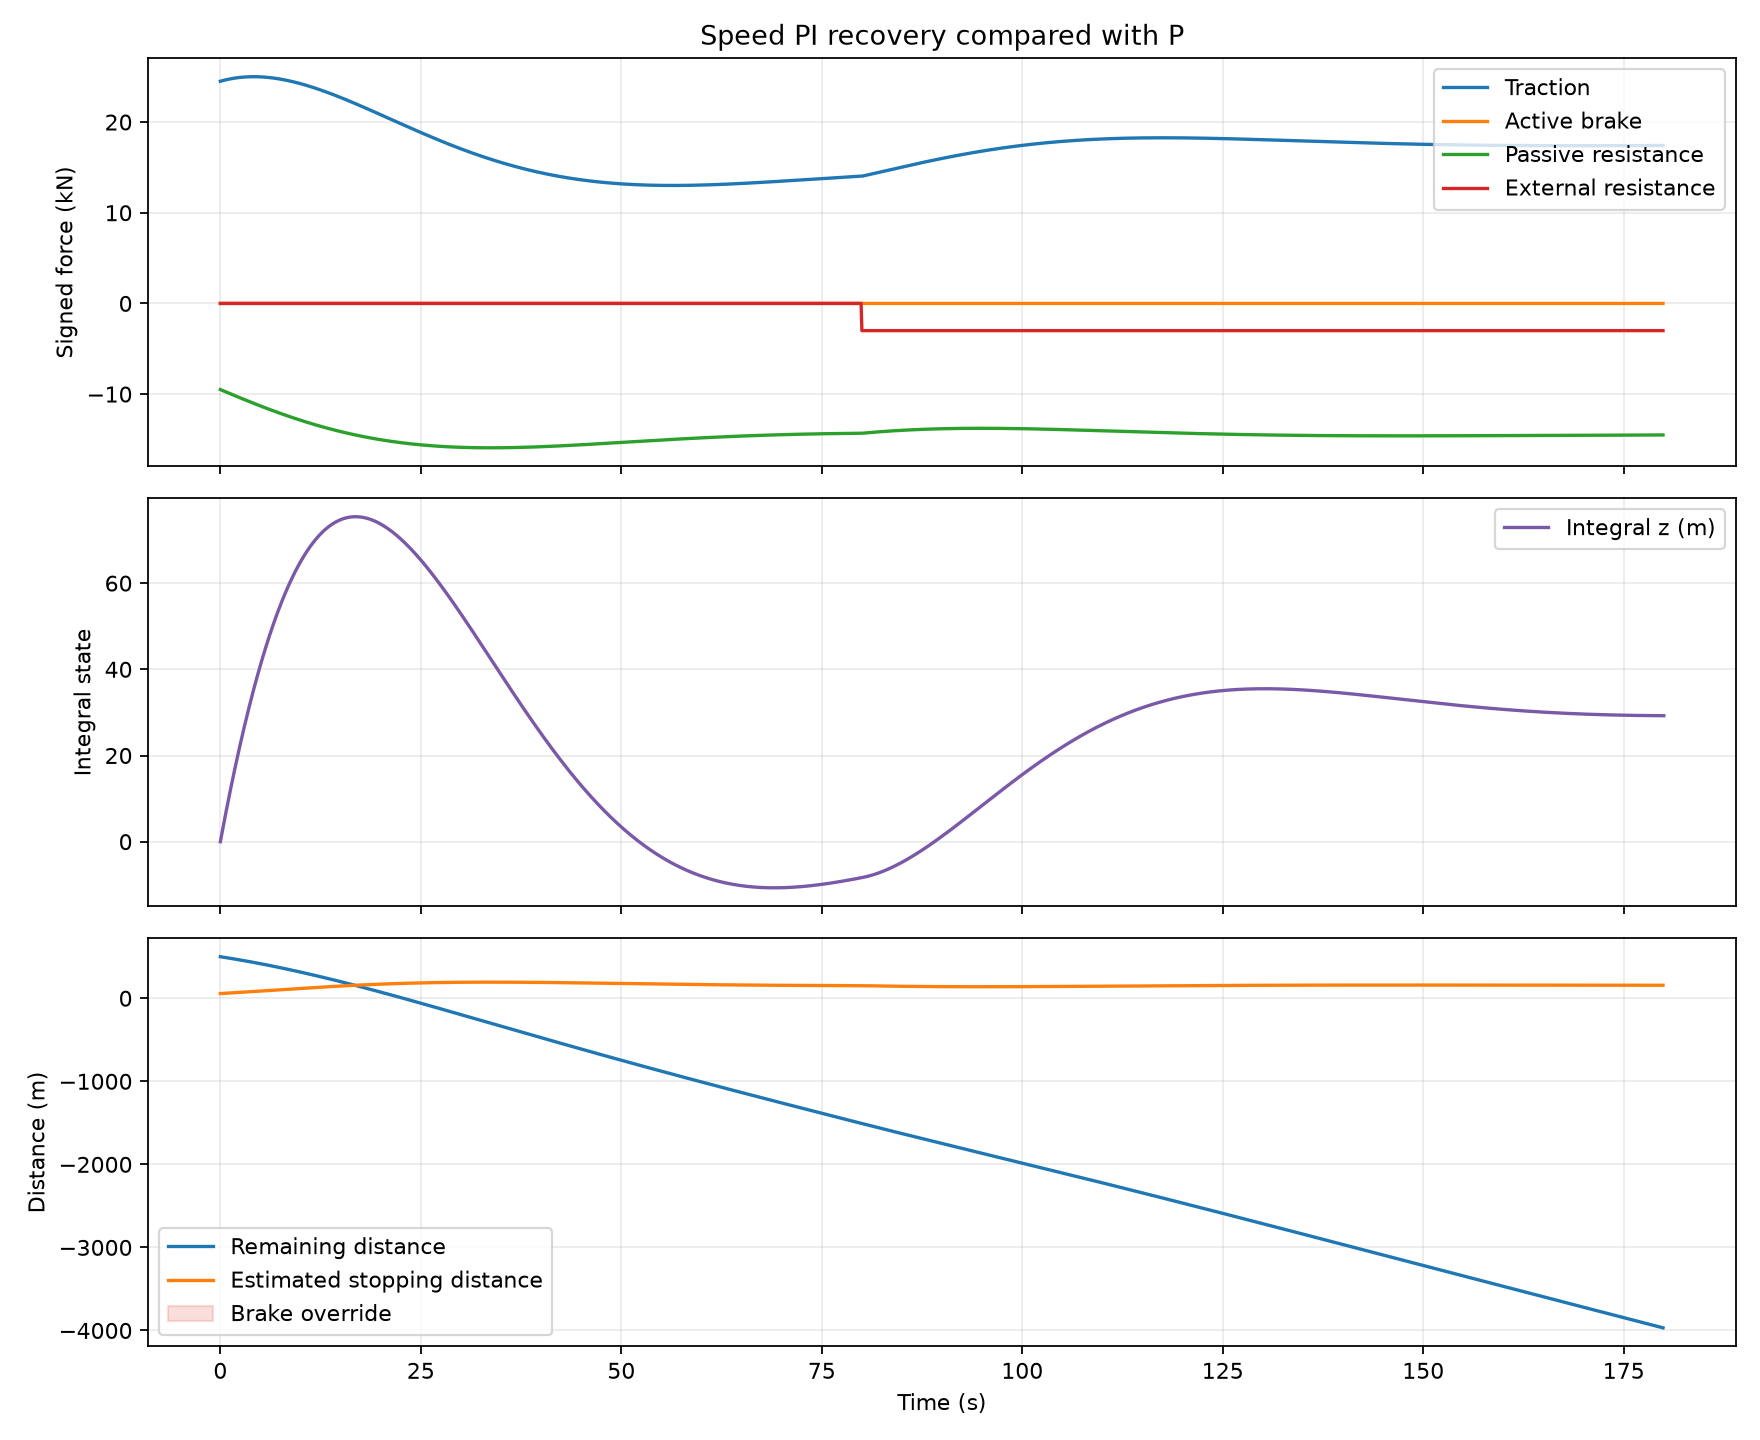 Speed PI recovery compared with P
Signed force (kN)
20
10
0
−10
Traction
Active brake
Passive resistance
External resistance
Integral state
60
40
20
0
Integral z (m)
Distance (m)
0
−1000
−2000
−3000
−4000
Remaining distance
Estimated stopping distance
Brake override
0 25 50 75 100 125 150 175
Time (s)